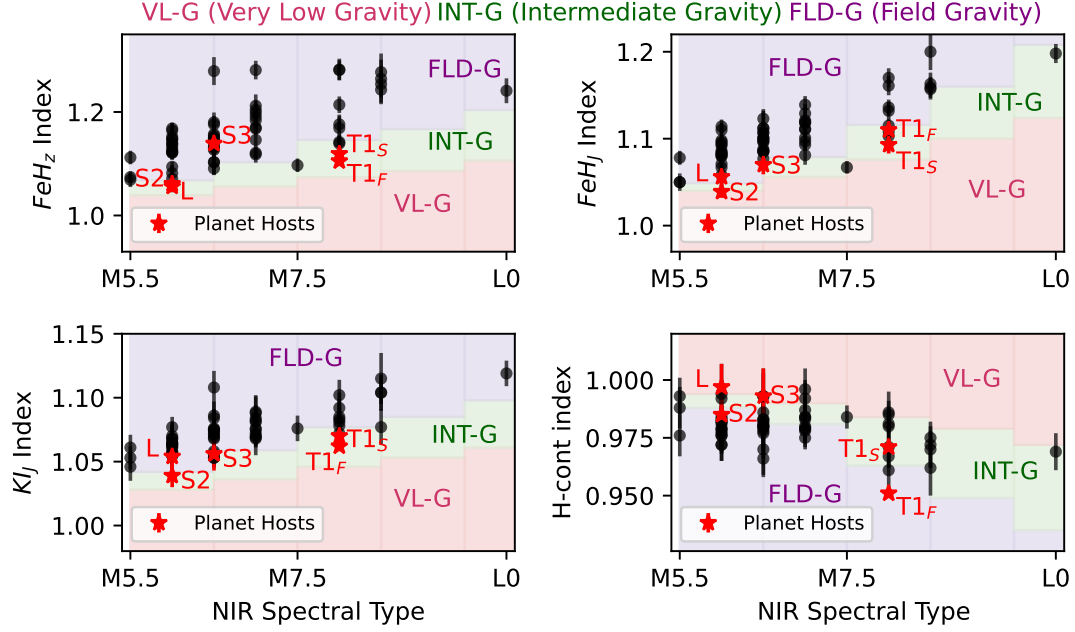 VL-G (Very Low Gravity) INT-G (Intermediate Gravity) FLD-G (Field Gravity)
FeH_z Index
1.2
1.0
FLD-G
INT-G
VL-G
S3
S2
L
T1_S
T1_F
Planet Hosts
M5.5 M7.5 L0
FeH_J Index
1.2
1.1
1.0
FLD-G
INT-G
VL-G
L
S2
S3
T1_F
T1_S
Planet Hosts
M5.5 M7.5 L0
KI_J Index
1.15
1.10
1.05
1.00
FLD-G
INT-G
VL-G
L
S2
S3
T1_S
T1_F
Planet Hosts
M5.5 M7.5 L0
NIR Spectral Type
H-cont index
1.000
0.975
0.950
VL-G
INT-G
FLD-G
L
S3
S2
T1_S
T1_F
Planet Hosts
M5.5 M7.5 L0
NIR Spectral Type